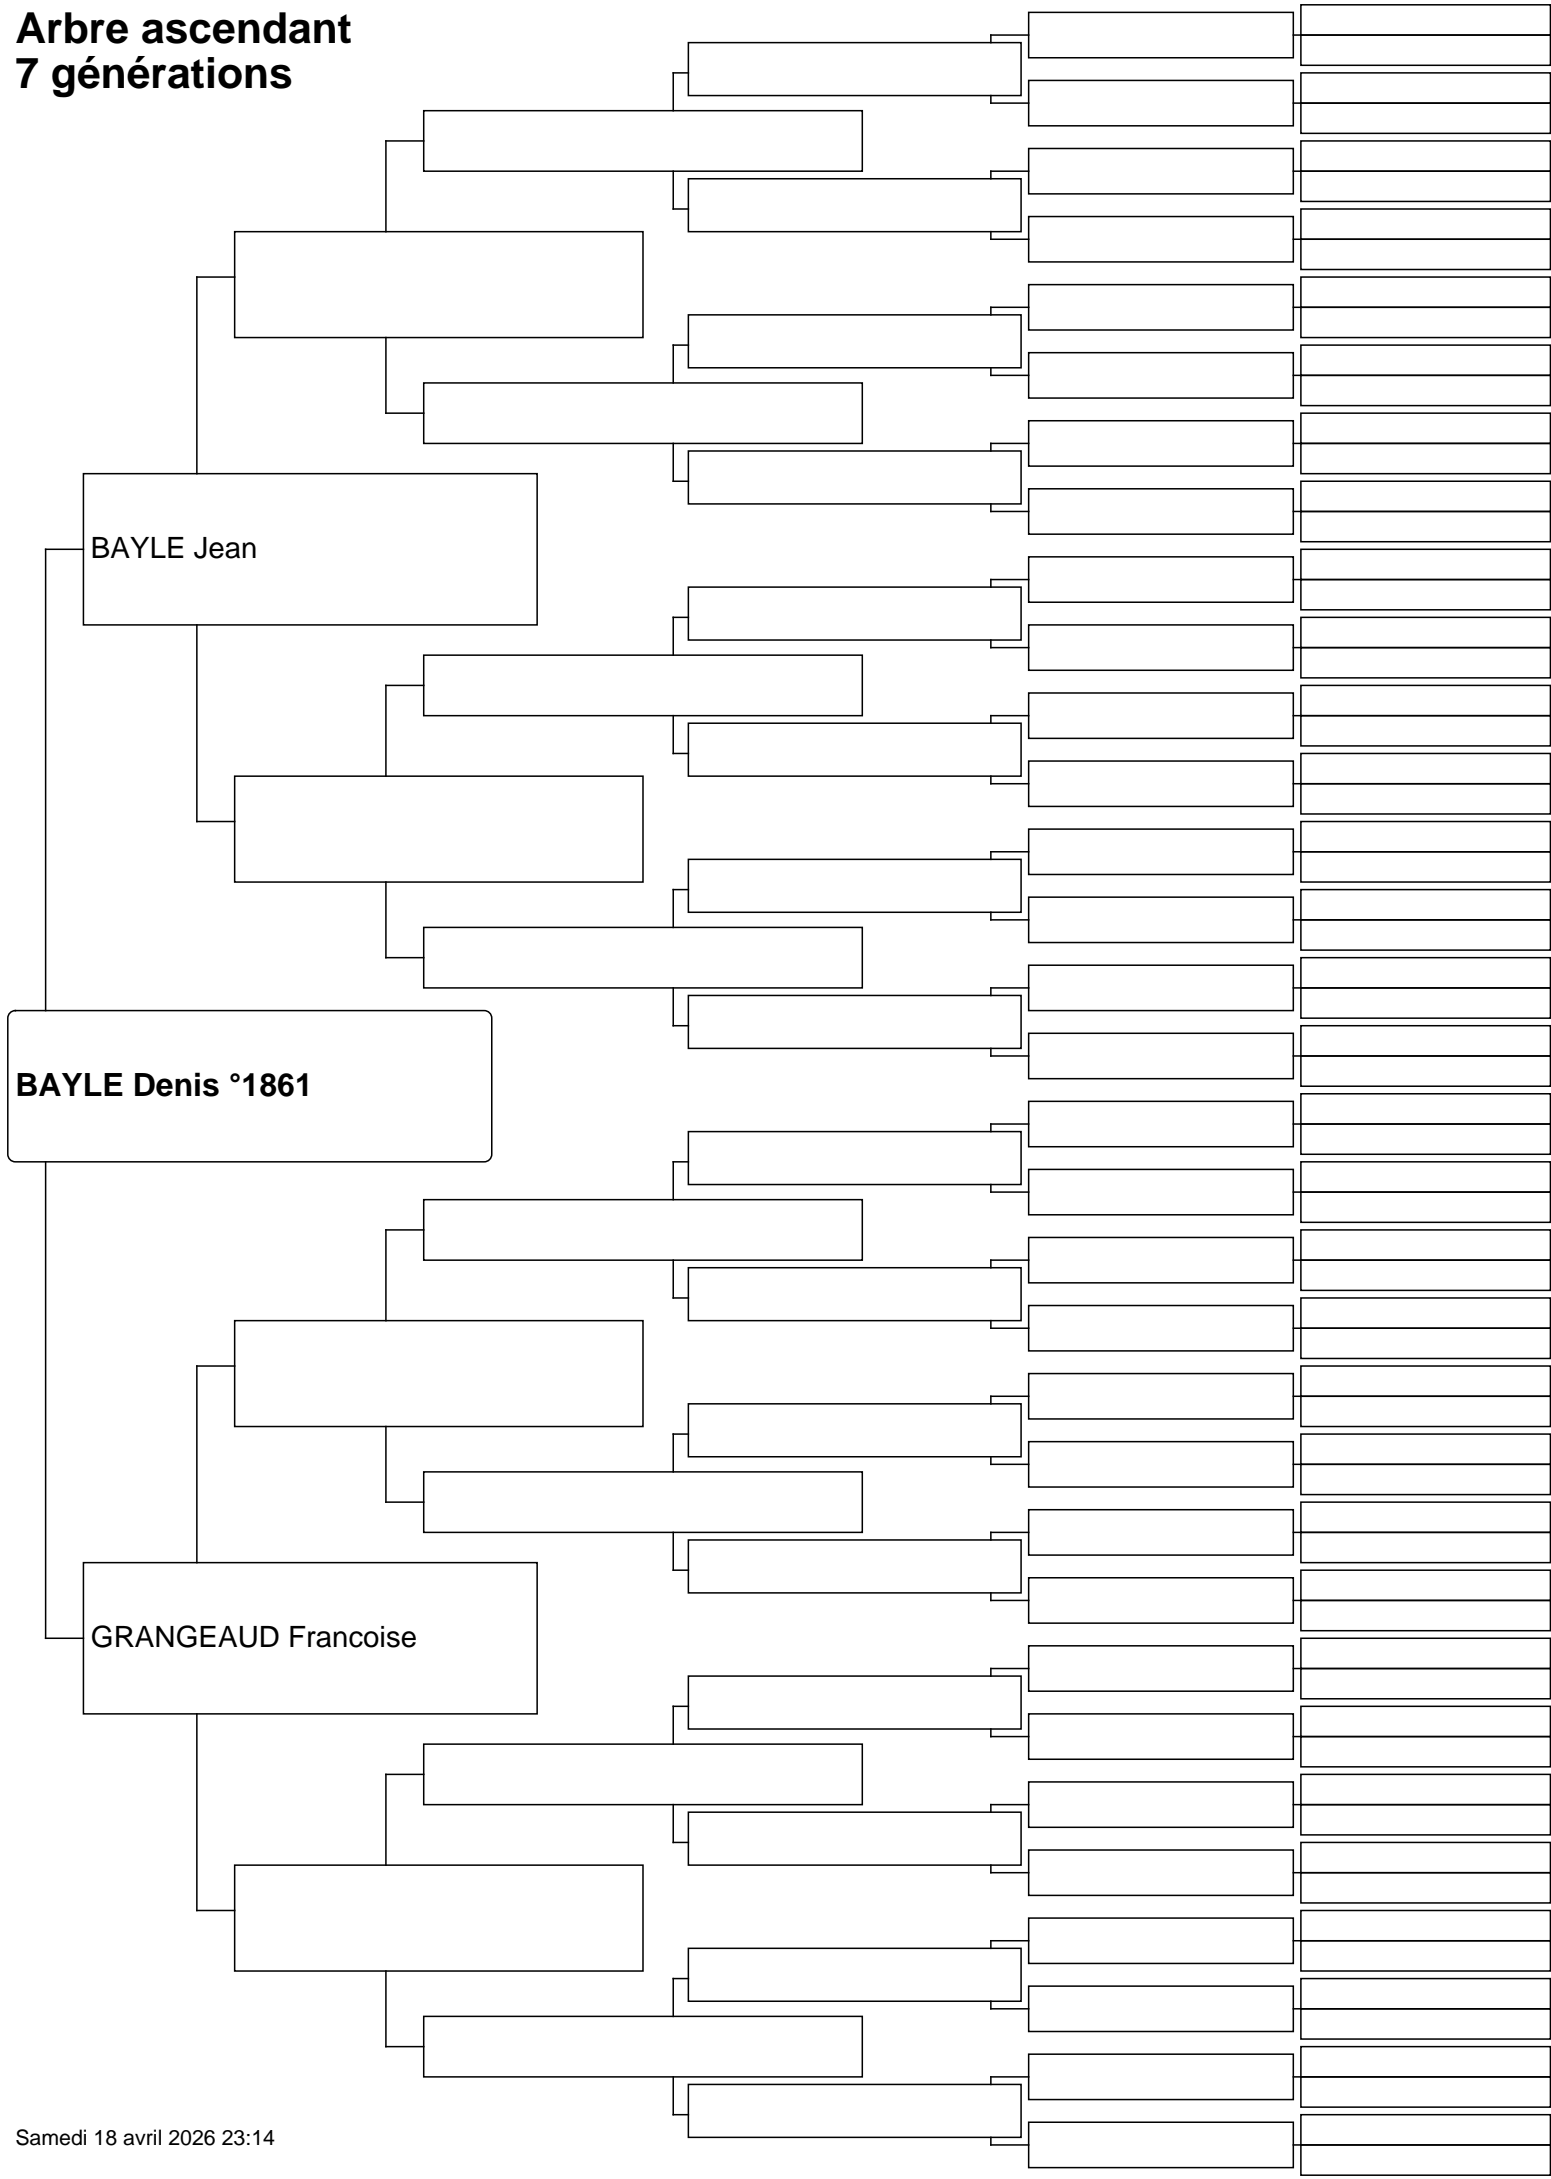 Arbre ascendant
7 générations
BAYLE Jean
BAYLE Denis °1861
GRANGEAUD Francoise
Samedi 18 avril 2026 23:14